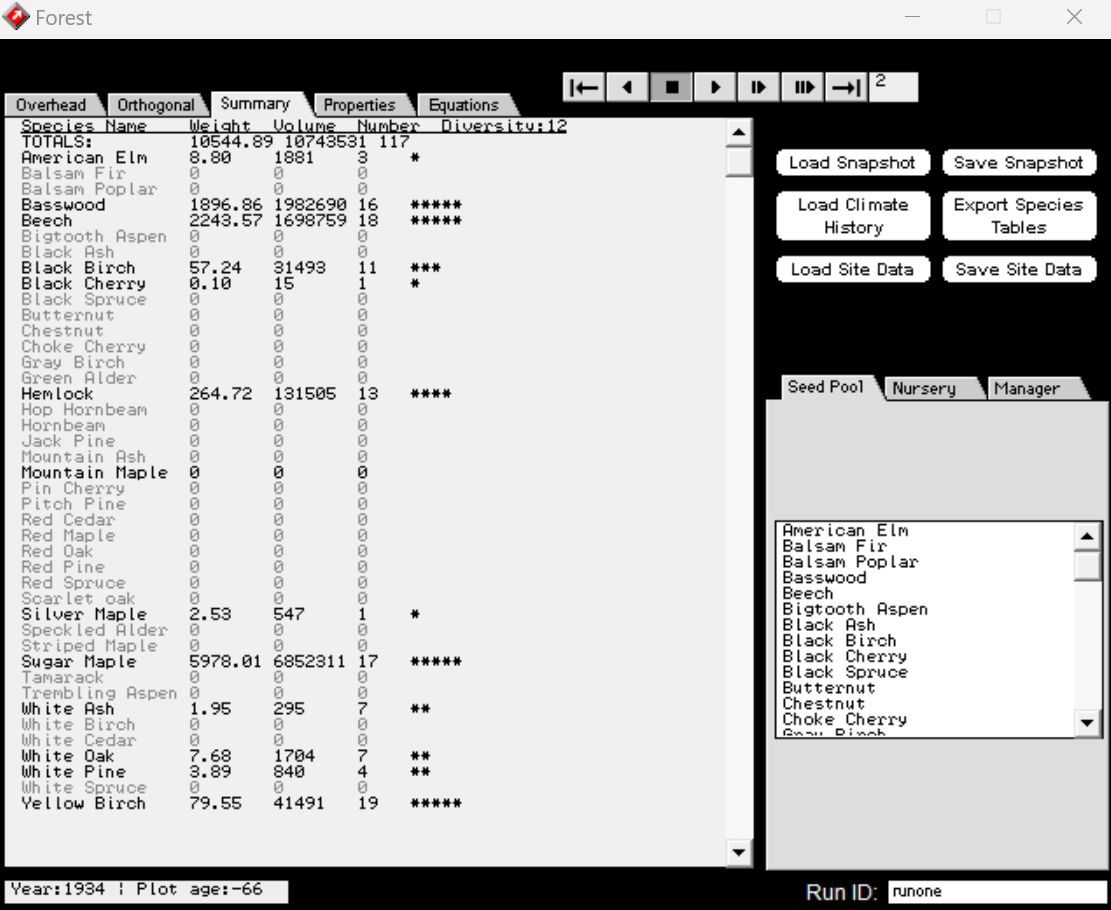 Forest
2
Overhead Orthogonal Summary Properties Equations
Species Name Weight Volume Number Diversity:12
TOTALS: 10544.89 10743531 117
American Elm 8.80 1881 3 *
Balsam Fir 0 0 0
Balsam Poplar 0 0 0
Basswood 1896.86 1982690 16 *****
Beech 2243.57 1698759 18 *****
Bigtooth Aspen 0 0 0
Black Ash 0 0 0
Black Birch 57.24 31493 11 ***
Black Cherry 0.10 15 1 *
Black Spruce 0 0 0
Butternut 0 0 0
Chestnut 0 0 0
Choke Cherry 0 0 0
Gray Birch 0 0 0
Green Alder 0 0 0
Hemlock 264.72 131505 13 ****
Hop Hornbeam 0 0 0
Hornbeam 0 0 0
Jack Pine 0 0 0
Mountain Ash 0 0 0
Mountain Maple 0 0 0
Pin Cherry 0 0 0
Pitch Pine 0 0 0
Red Cedar 0 0 0
Red Maple 0 0 0
Red Oak 0 0 0
Red Pine 0 0 0
Red Spruce 0 0 0
Scarlet oak 0 0 0
Silver Maple 2.53 547 1 *
Speckled Alder 0 0 0
Striped Maple 0 0 0
Sugar Maple 5978.01 6852311 17 *****
Tamarack 0 0 0
Trembling Aspen 0 0 0
White Ash 1.95 295 7 **
White Birch 0 0 0
White Cedar 0 0 0
White Oak 7.68 1704 7 **
White Pine 3.89 840 4 **
White Spruce 0 0 0
Yellow Birch 79.55 41491 19 *****
Load Snapshot Save Snapshot
Load Climate
History
Export Species
Tables
Load Site Data Save Site Data
Seed Pool Nursery Manager
American Elm
Balsam Fir
Balsam Poplar
Basswood
Beech
Bigtooth Aspen
Black Ash
Black Birch
Black Cherry
Black Spruce
Butternut
Chestnut
Choke Cherry
Gray Birch
Year:1934 ¦ Plot age:-66
Run ID: runone